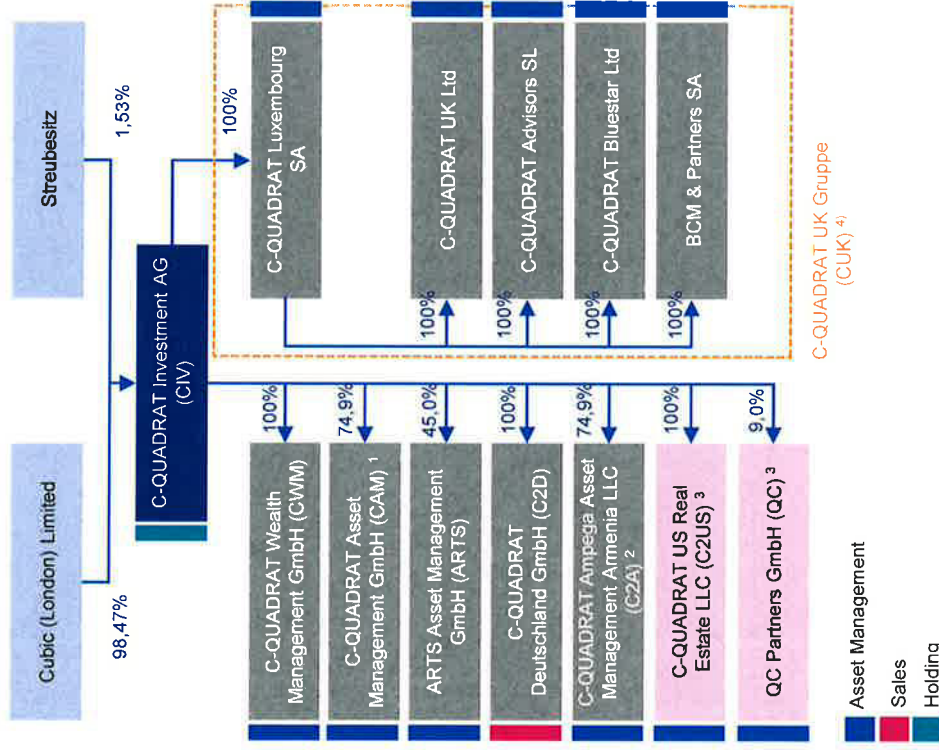 Cubic (London) Limited
Streubesitz
98,47%
1,53%
C-QUADRAT Investment AG
(CIV)
100%
C-QUADRAT Wealth
Management GmbH (CWM)
100%
C-QUADRAT Asset
Management GmbH (CAM) 1
74,9%
ARTS Asset Management
GmbH (ARTS)
45,0%
C-QUADRAT
Deutschland GmbH (C2D)
100%
C-QUADRAT Ampega Asset
Management Armenia LLC
(C2A) 2
74,9%
C-QUADRAT US Real
Estate LLC (C2US) 3
100%
QC Partners GmbH (QC) 3
9,0%
C-QUADRAT Luxembourg
SA
100%
C-QUADRAT UK Ltd
100%
C-QUADRAT Advisors SL
100%
C-QUADRAT Bluestar Ltd
100%
BCM & Partners SA
C-QUADRAT UK Gruppe
(CUK) 4)
100%
Asset Management
Sales
Holding